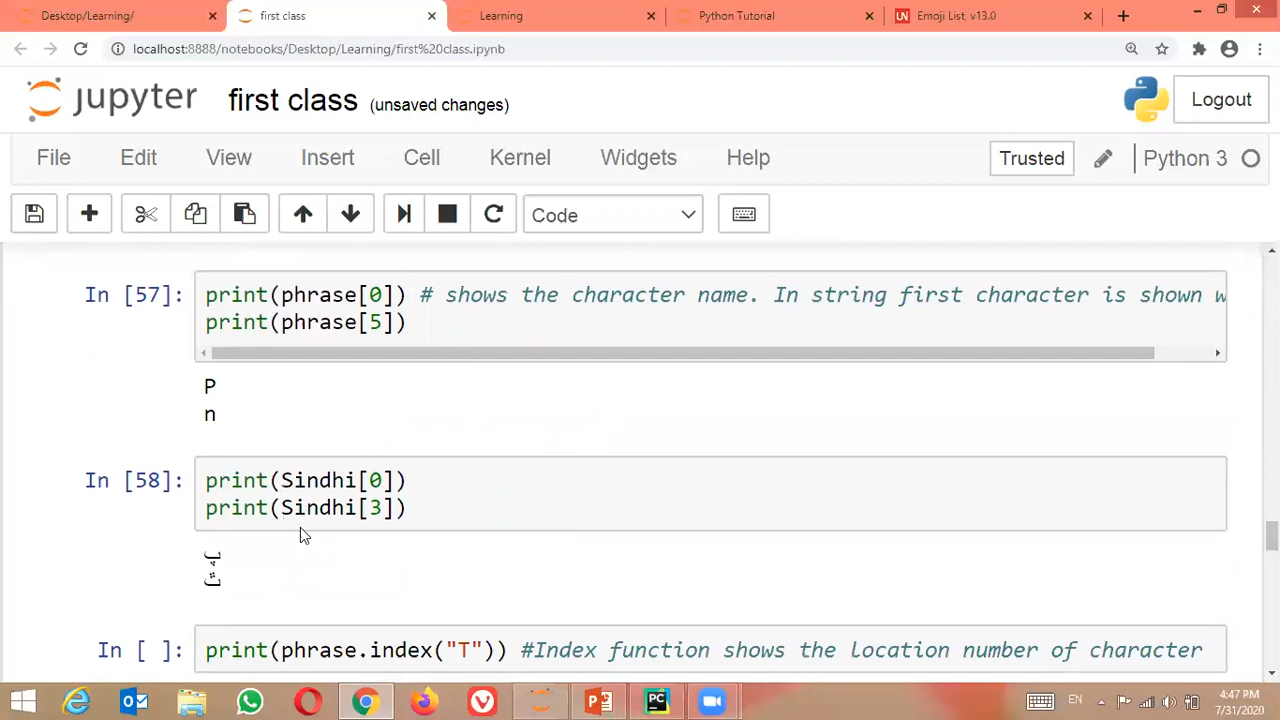 Desktop/Learning/
first class
Learning
Python Tutorial
UN Emoji List, v13.0
localhost:8888/notebooks/Desktop/Learning/first%20class.ipynb
jupyter first class (unsaved changes)
Logout
File Edit View Insert Cell Kernel Widgets Help
Trusted
Python 3
Code
In [57]: print(phrase[0]) # shows the character name. In string first character is shown w
print(phrase[5])
P
n
In [58]: print(Sindhi[0])
print(Sindhi[3])
In [ ]: print(phrase.index("T")) #Index function shows the location number of character
EN
4:47 PM
7/31/2020